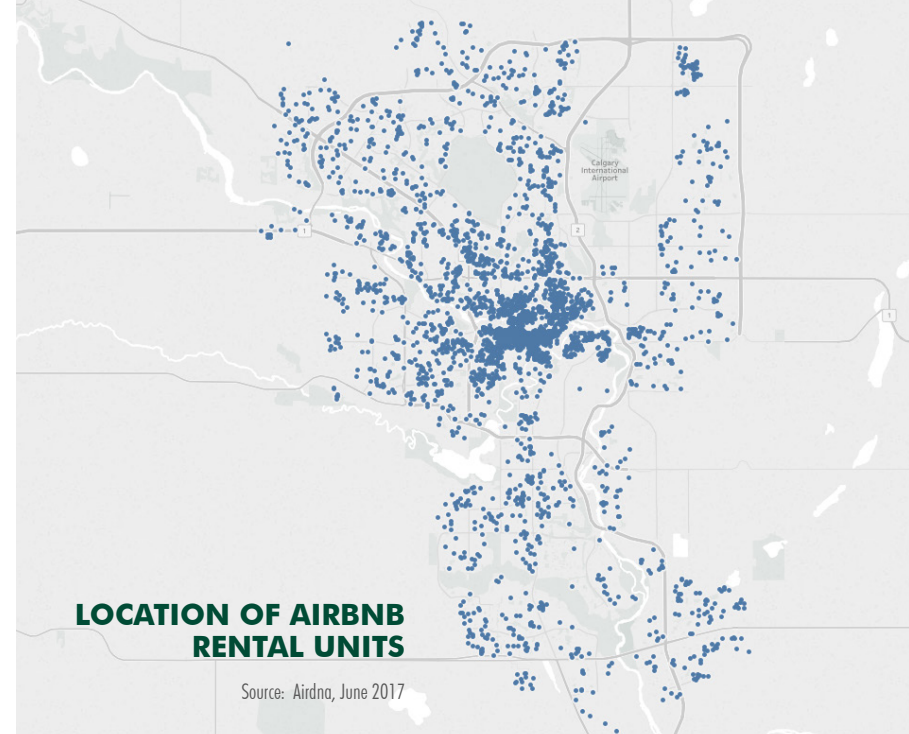 Calgary
International
Airport
2
1
1
LOCATION OF AIRBNB
RENTAL UNITS
Source: Airdna, June 2017